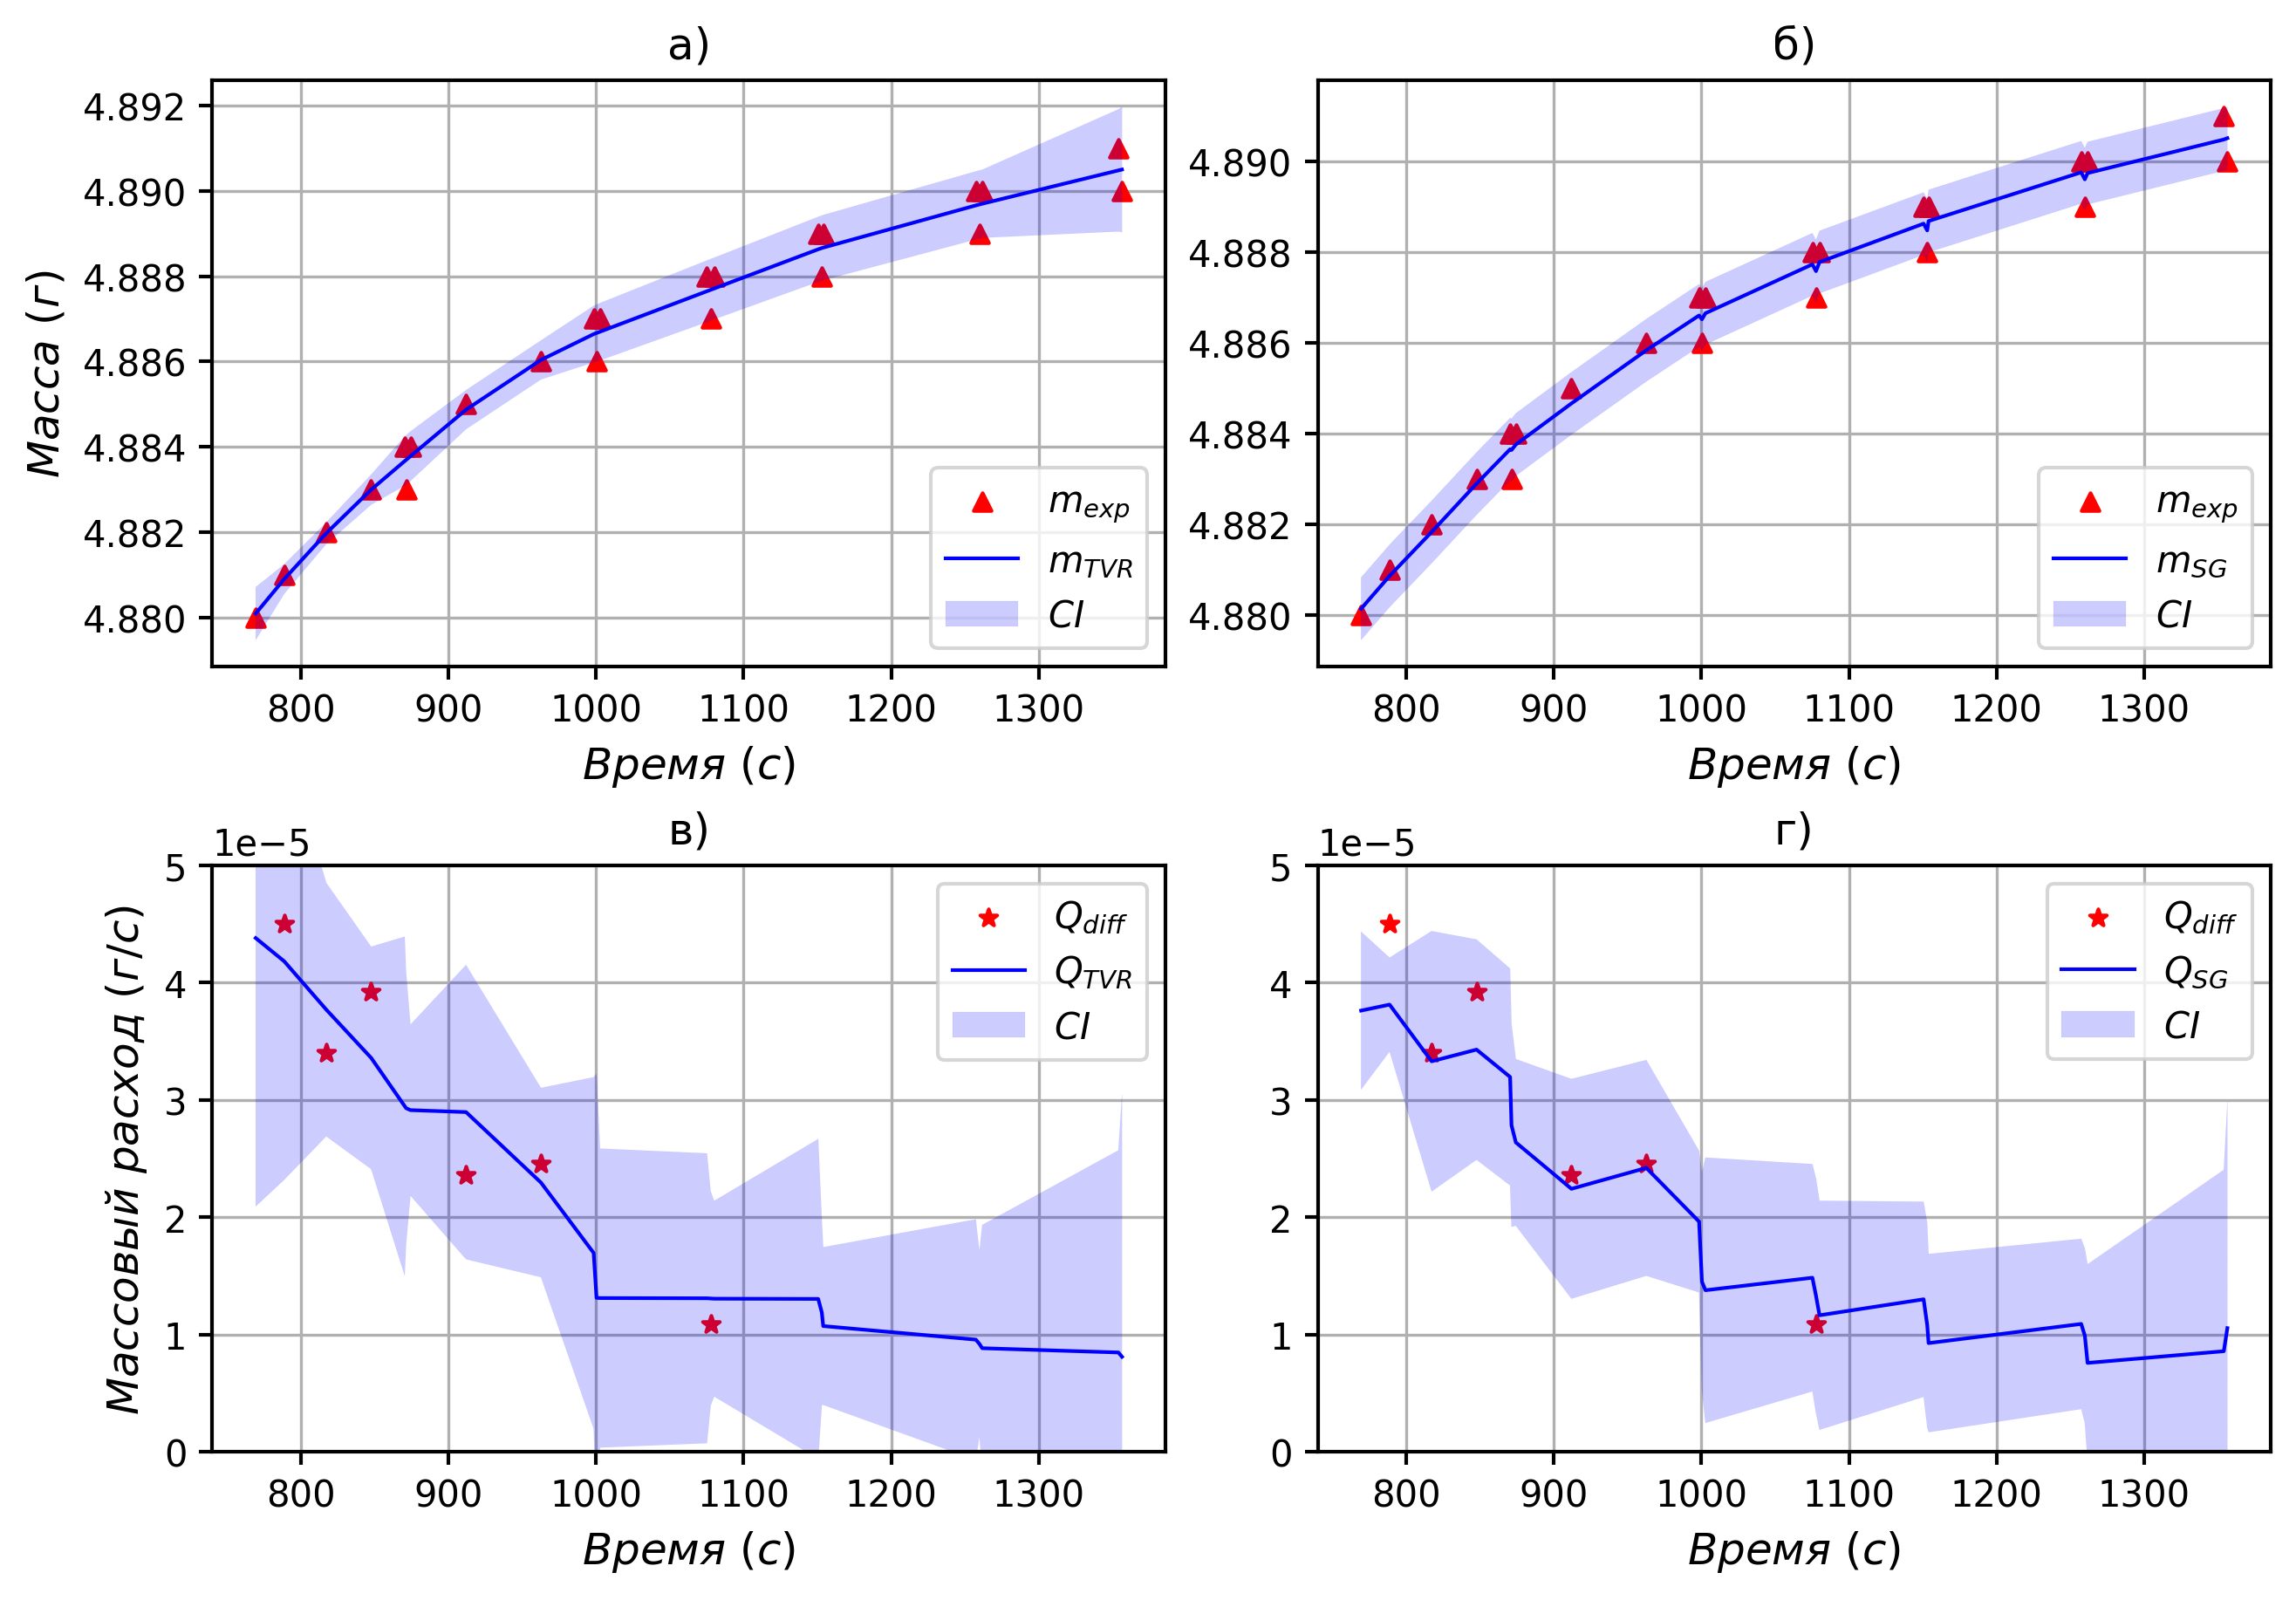 а)
4.892
4.890
4.888
4.886
4.884
4.882
4.880
Масса (г)
m_exp
m_TVR
CI
800 900 1000 1100 1200 1300
Время (с)
б)
4.890
4.888
4.886
4.884
4.882
4.880
m_exp
m_SG
CI
800 900 1000 1100 1200 1300
Время (с)
в)
1e−5
5
4
3
2
1
0
Массовый расход (г/с)
Q_diff
Q_TVR
CI
800 900 1000 1100 1200 1300
Время (с)
г)
1e−5
5
4
3
2
1
0
Q_diff
Q_SG
CI
800 900 1000 1100 1200 1300
Время (с)